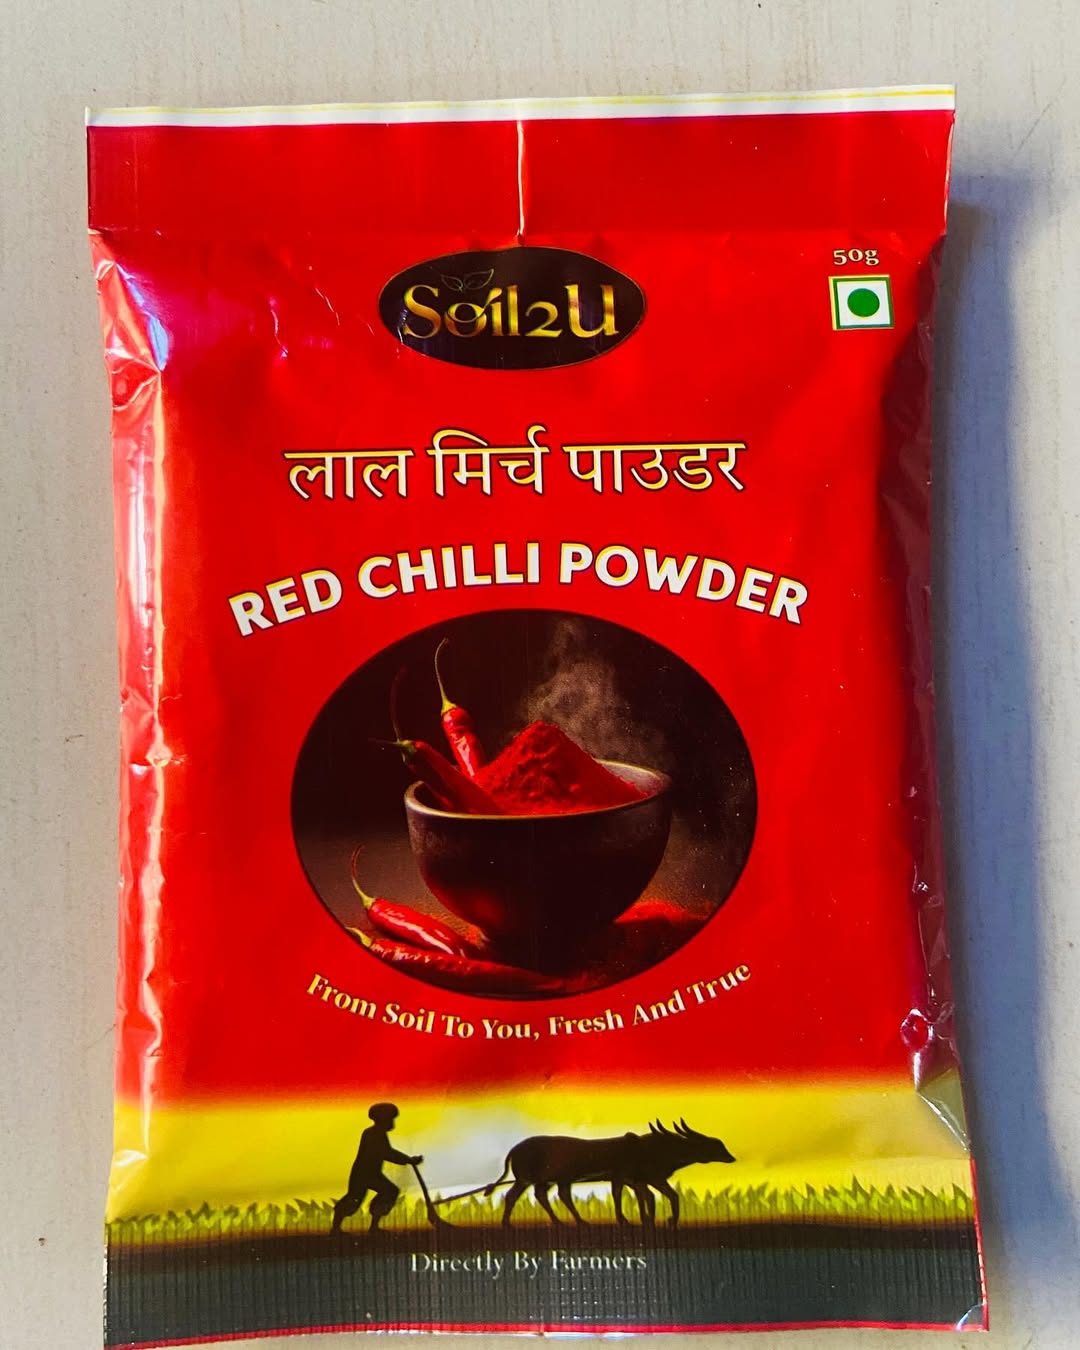 Soil2U
50g
लाल मिर्च पाउडर
RED CHILLI POWDER
From Soil To You, Fresh And True
Directly By Farmers